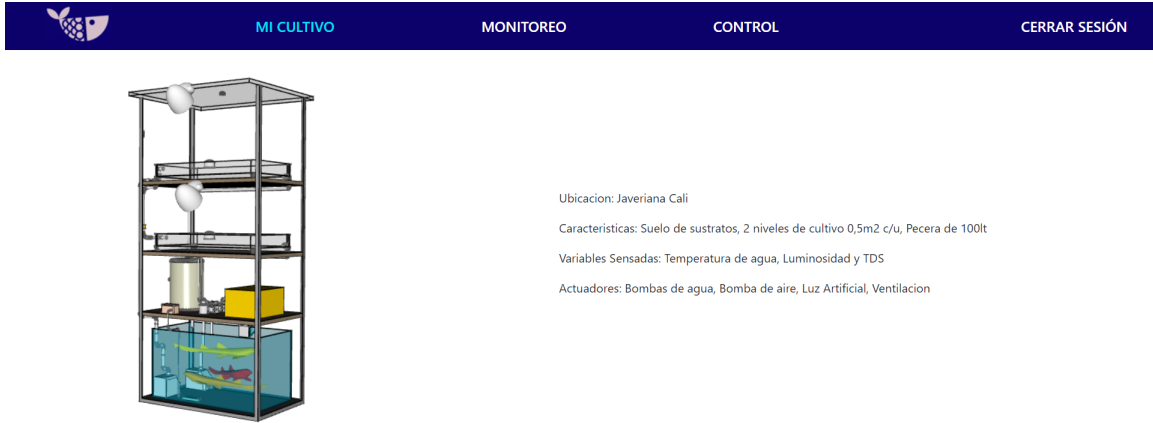 MI CULTIVO MONITOREO CONTROL CERRAR SESIÓN
Ubicacion: Javeriana Cali
Caracteristicas: Suelo de sustratos, 2 niveles de cultivo 0,5m2 c/u, Pecera de 100lt
Variables Sensadas: Temperatura de agua, Luminosidad y TDS
Actuadores: Bombas de agua, Bomba de aire, Luz Artificial, Ventilacion